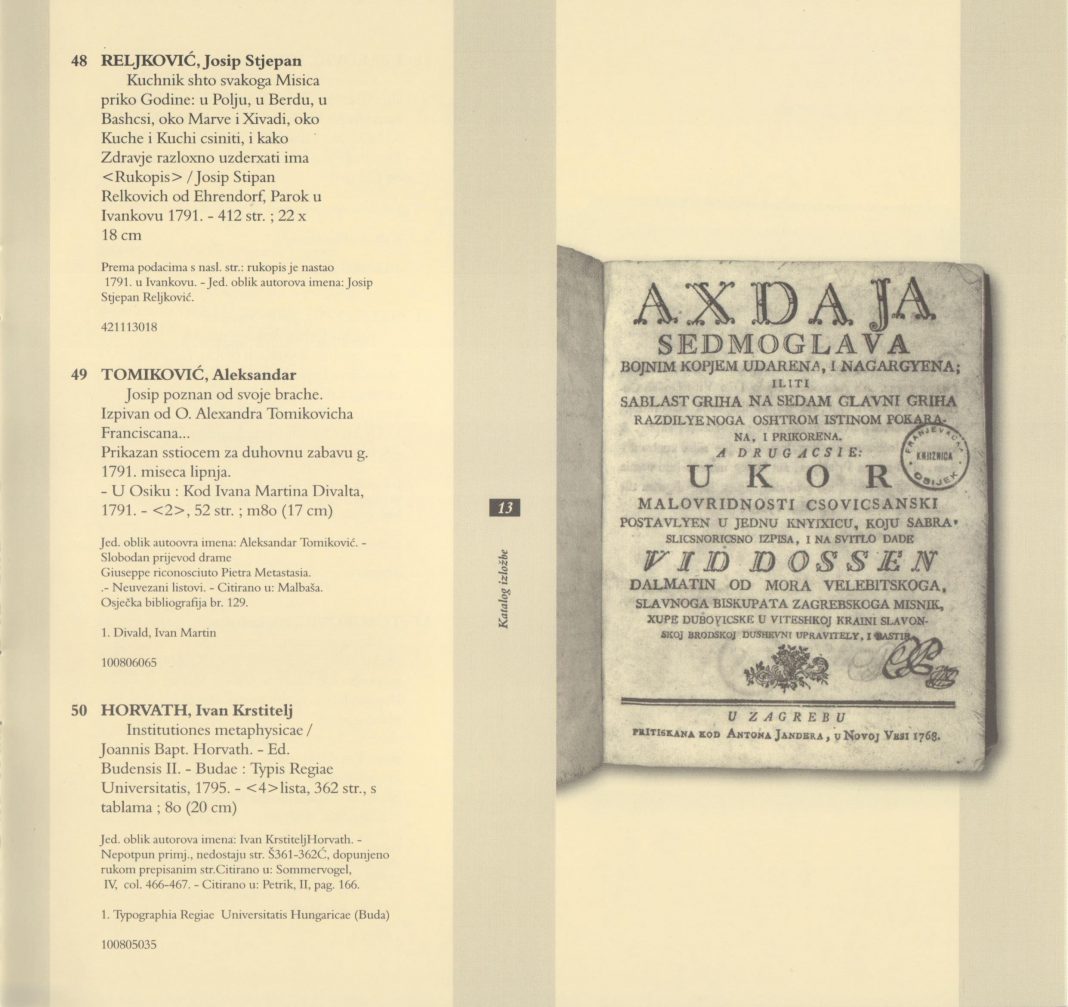 48 RELJKOVIĆ, Josip Stjepan
Kuchnik shto svakoga Misica
priko Godine: u Polju, u Berdu, u
Bashcsi, oko Marve i Xivadi, oko
Kuche i Kuchi csiniti, i kako
Zdravje razloxno uzderxati ima
<Rukopis> / Josip Stipan
Relkovich od Ehrendorf, Parok u
Ivankovu 1791. - 412 str. ; 22 x
18 cm
Prema podacima s nasl. str.: rukopis je nastao
1791. u Ivankovu. - Jed. oblik autorova imena: Josip
Stjepan Reljković.
421113018
49 TOMIKOVIĆ, Aleksandar
Josip poznan od svoje brache.
Izpivan od O. Alexandra Tomikovicha
Franciscana...
Prikazan sstiocem za duhovnu zabavu g.
1791. miseca lipnja.
- U Osiku : Kod Ivana Martina Divalta,
1791. - <2>, 52 str. ; m8o (17 cm)
Jed. oblik autoovra imena: Aleksandar Tomiković. -
Slobodan prijevod drame
Giuseppe riconosciuto Pietra Metastasia.
.- Neuvezani listovi. - Citirano u: Malbaša.
Osječka bibliografija br. 129.
1. Divald, Ivan Martin
100806065
50 HORVATH, Ivan Krstitelj
Institutiones metaphysicae /
Joannis Bapt. Horvath. - Ed.
Budensis II. - Budae : Typis Regiae
Universitatis, 1795. - <4>lista, 362 str., s
tablama ; 8o (20 cm)
Jed. oblik autorova imena: Ivan KrstiteljHorvath. -
Nepotpun primj., nedostaju str. Š361-362Ć, dopunjeno
rukom prepisanim str.Citirano u: Sommervogel,
IV, col. 466-467. - Citirano u: Petrik, II, pag. 166.
1. Typographia Regiae Universitatis Hungaricae (Buda)
100805035
13
Katalog izložbe
AXDAJA
SEDMOGLAVA
BOJNIM KOPJEM UDARENA, I NAGARGYENA;
ILITI
SABLAST GRIHA NA SEDAM GLAVNI GRIHA
RAZDILYENOGA OSHTROM ISTINOM POKARA-
NA, I PRIKORENA.
A DRUGACSIE:
UKOR
MALOVRIDNOSTI CSOVICSANSKI
POSTAVLYEN U JEDNU KNYIXICU, KOJU SABRA-
SLICSNORICSNO IZPISA, I NA SVITLO DADE
VID DOSSEN
DALMATIN OD MORA VELEBITSKOGA,
SLAVNOGA BISKUPATA ZAGREBSKOGA MISNIK,
XUPE DUBOVICSKE U VITESHKOJ KRAINI SLAVON-
SKOJ BRODSKOJ DUSHEVNI UPRAVITELY, I PASTIR.
U ZAGREBU
PRITISKANA KOD ANTONA JANDERA, U NOVOJ VESI 1768.
FRANJEVAČKA
KNJIŽNICA
OSIJEK